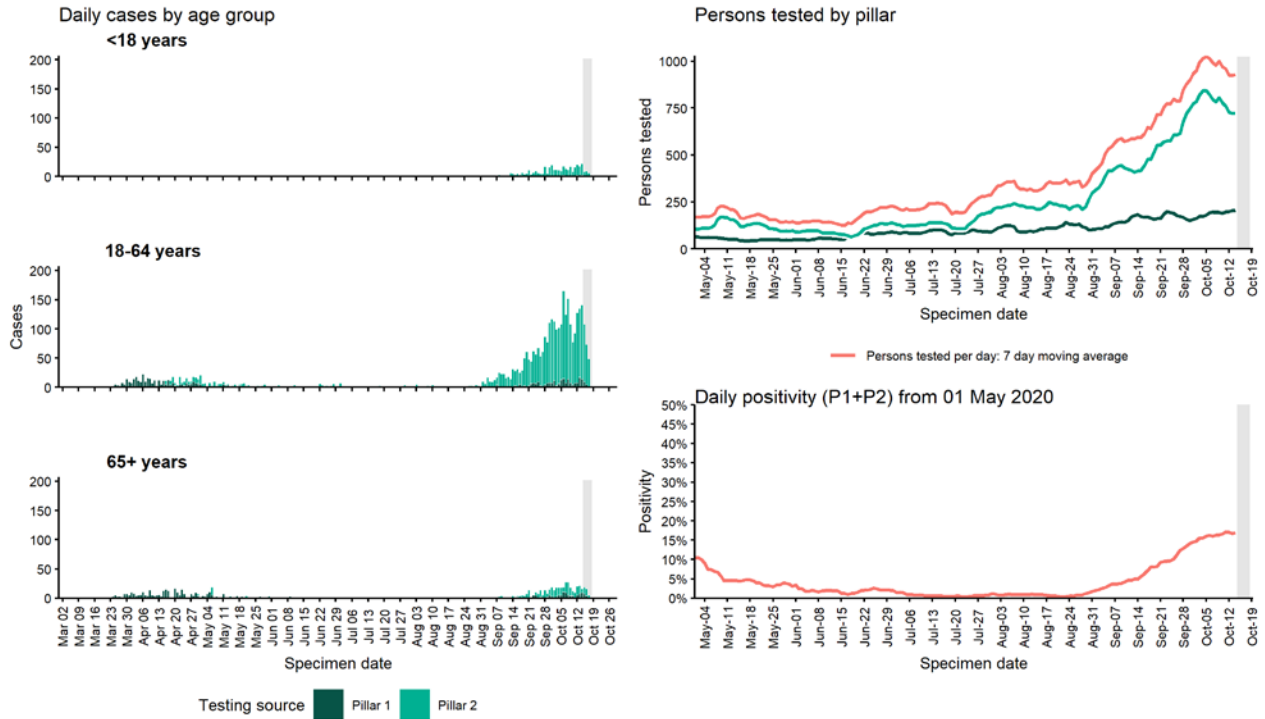 Daily cases by age group
<18 years
200
150
100
50
0
18-64 years
200
150
100
50
0
Cases
65+ years
200
150
100
50
0
Mar 02
Mar 09
Mar 16
Mar 23
Mar 30
Apr 06
Apr 13
Apr 20
Apr 27
May 04
May 11
May 18
May 25
Jun 01
Jun 08
Jun 15
Jun 22
Jun 29
Jul 06
Jul 13
Jul 20
Jul 27
Aug 03
Aug 10
Aug 17
Aug 24
Aug 31
Sep 07
Sep 14
Sep 21
Sep 28
Oct 05
Oct 12
Oct 19
Oct 26
Specimen date
Testing source Pillar 1 Pillar 2
Persons tested by pillar
Persons tested
1000
750
500
250
0
May-04
May-11
May-18
May-25
Jun-01
Jun-08
Jun-15
Jun-22
Jun-29
Jul-06
Jul-13
Jul-20
Jul-27
Aug-03
Aug-10
Aug-17
Aug-24
Aug-31
Sep-07
Sep-14
Sep-21
Sep-28
Oct-05
Oct-12
Oct-19
Specimen date
Persons tested per day: 7 day moving average
Daily positivity (P1+P2) from 01 May 2020
Positivity
50%
45%
40%
35%
30%
25%
20%
15%
10%
5%
0%
May-04
May-11
May-18
May-25
Jun-01
Jun-08
Jun-15
Jun-22
Jun-29
Jul-06
Jul-13
Jul-20
Jul-27
Aug-03
Aug-10
Aug-17
Aug-24
Aug-31
Sep-07
Sep-14
Sep-21
Sep-28
Oct-05
Oct-12
Oct-19
Specimen date